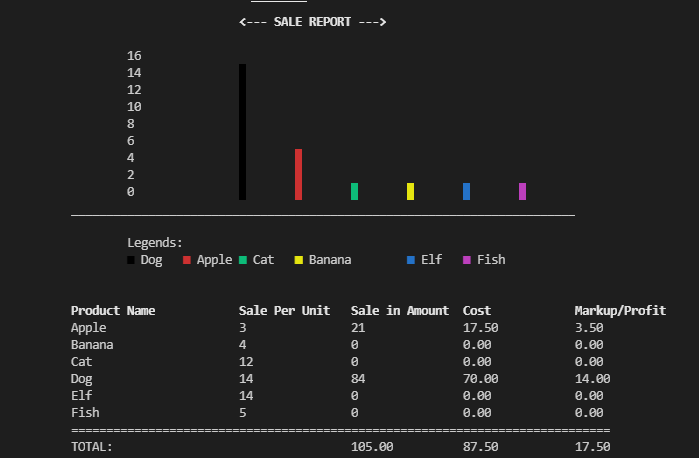 <--- SALE REPORT --->
16
14
12
10
8
6
4
2
0
Legends:
Dog Apple Cat Banana Elf Fish
Product Name Sale Per Unit Sale in Amount Cost Markup/Profit
Apple 3 21 17.50 3.50
Banana 4 0 0.00 0.00
Cat 12 0 0.00 0.00
Dog 14 84 70.00 14.00
Elf 14 0 0.00 0.00
Fish 5 0 0.00 0.00
=============================================================================
TOTAL: 105.00 87.50 17.50